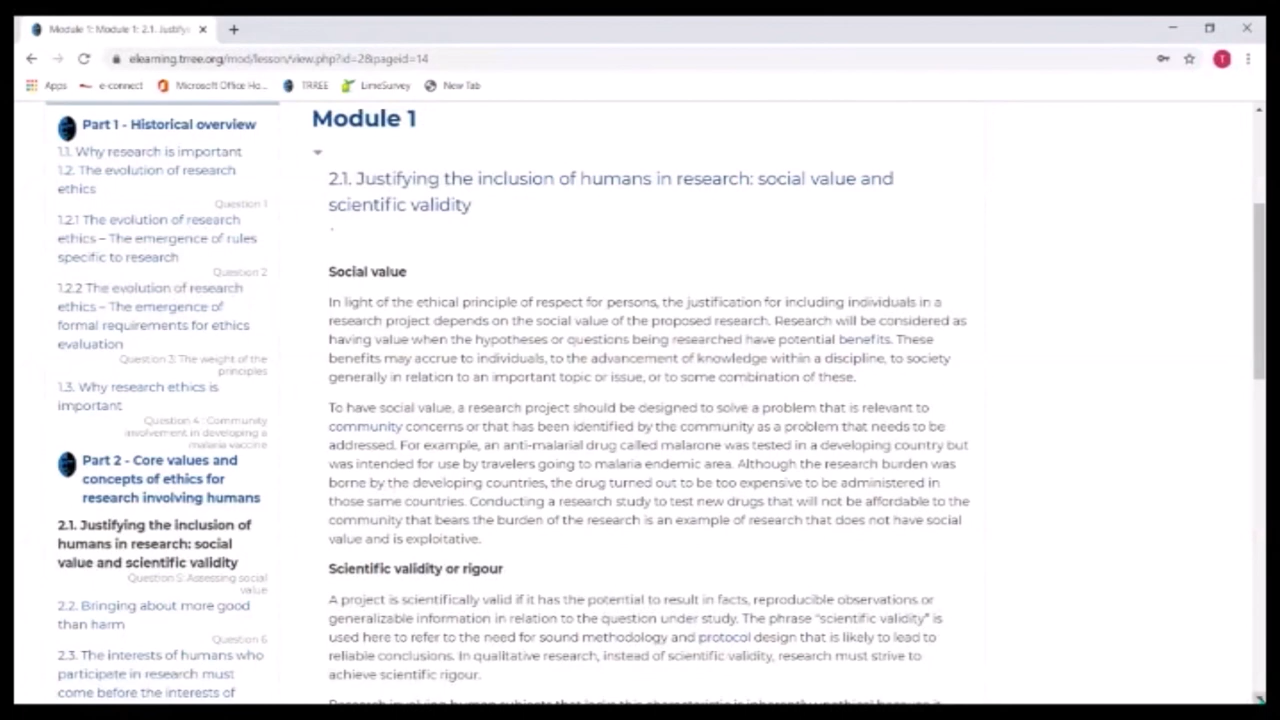 Module 1: Module 1: 2.1. Justify
elearning.trree.org/mod/lesson/view.php?id=28&pageid=14
T
Apps
e-connect
Microsoft Office Ho...
TRREE
LimeSurvey
New Tab
Part 1 - Historical overview
1.1. Why research is important
1.2. The evolution of research
ethics
Question 1
1.2.1 The evolution of research
ethics – The emergence of rules
specific to research
Question 2
1.2.2 The evolution of research
ethics – The emergence of
formal requirements for ethics
evaluation
Question 3: The weight of the
principles
1.3. Why research ethics is
important
Question 4 : Community
involvement in developing a
malaria vaccine
Part 2 - Core values and
concepts of ethics for
research involving humans
2.1. Justifying the inclusion of
humans in research: social
value and scientific validity
Question 5: Assessing social
value
2.2. Bringing about more good
than harm
Question 6
2.3. The interests of humans who
participate in research must
come before the interests of
Module 1
2.1. Justifying the inclusion of humans in research: social value and
scientific validity
.
Social value
In light of the ethical principle of respect for persons, the justification for including individuals in a
research project depends on the social value of the proposed research. Research will be considered as
having value when the hypotheses or questions being researched have potential benefits. These
benefits may accrue to individuals, to the advancement of knowledge within a discipline, to society
generally in relation to an important topic or issue, or to some combination of these.
To have social value, a research project should be designed to solve a problem that is relevant to
community concerns or that has been identified by the community as a problem that needs to be
addressed. For example, an anti-malarial drug called malarone was tested in a developing country but
was intended for use by travelers going to malaria endemic area. Although the research burden was
borne by the developing countries, the drug turned out to be too expensive to be administered in
those same countries. Conducting a research study to test new drugs that will not be affordable to the
community that bears the burden of the research is an example of research that does not have social
value and is exploitative.
Scientific validity or rigour
A project is scientifically valid if it has the potential to result in facts, reproducible observations or
generalizable information in relation to the question under study. The phrase “scientific validity” is
used here to refer to the need for sound methodology and protocol design that is likely to lead to
reliable conclusions. In qualitative research, instead of scientific validity, research must strive to
achieve scientific rigour.